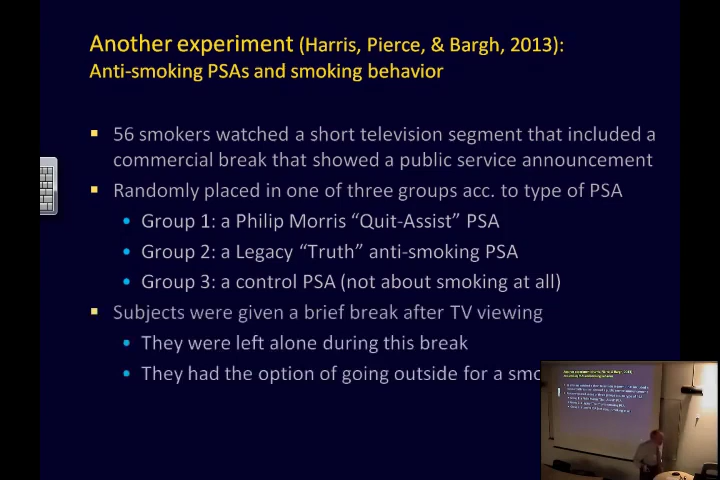 Another experiment (Harris, Pierce, & Bargh, 2013):
Anti-smoking PSAs and smoking behavior
56 smokers watched a short television segment that included a
commercial break that showed a public service announcement
Randomly placed in one of three groups acc. to type of PSA
Group 1: a Philip Morris “Quit-Assist” PSA
Group 2: a Legacy “Truth” anti-smoking PSA
Group 3: a control PSA (not about smoking at all)
Subjects were given a brief break after TV viewing
They were left alone during this break
They had the option of going outside for a smo